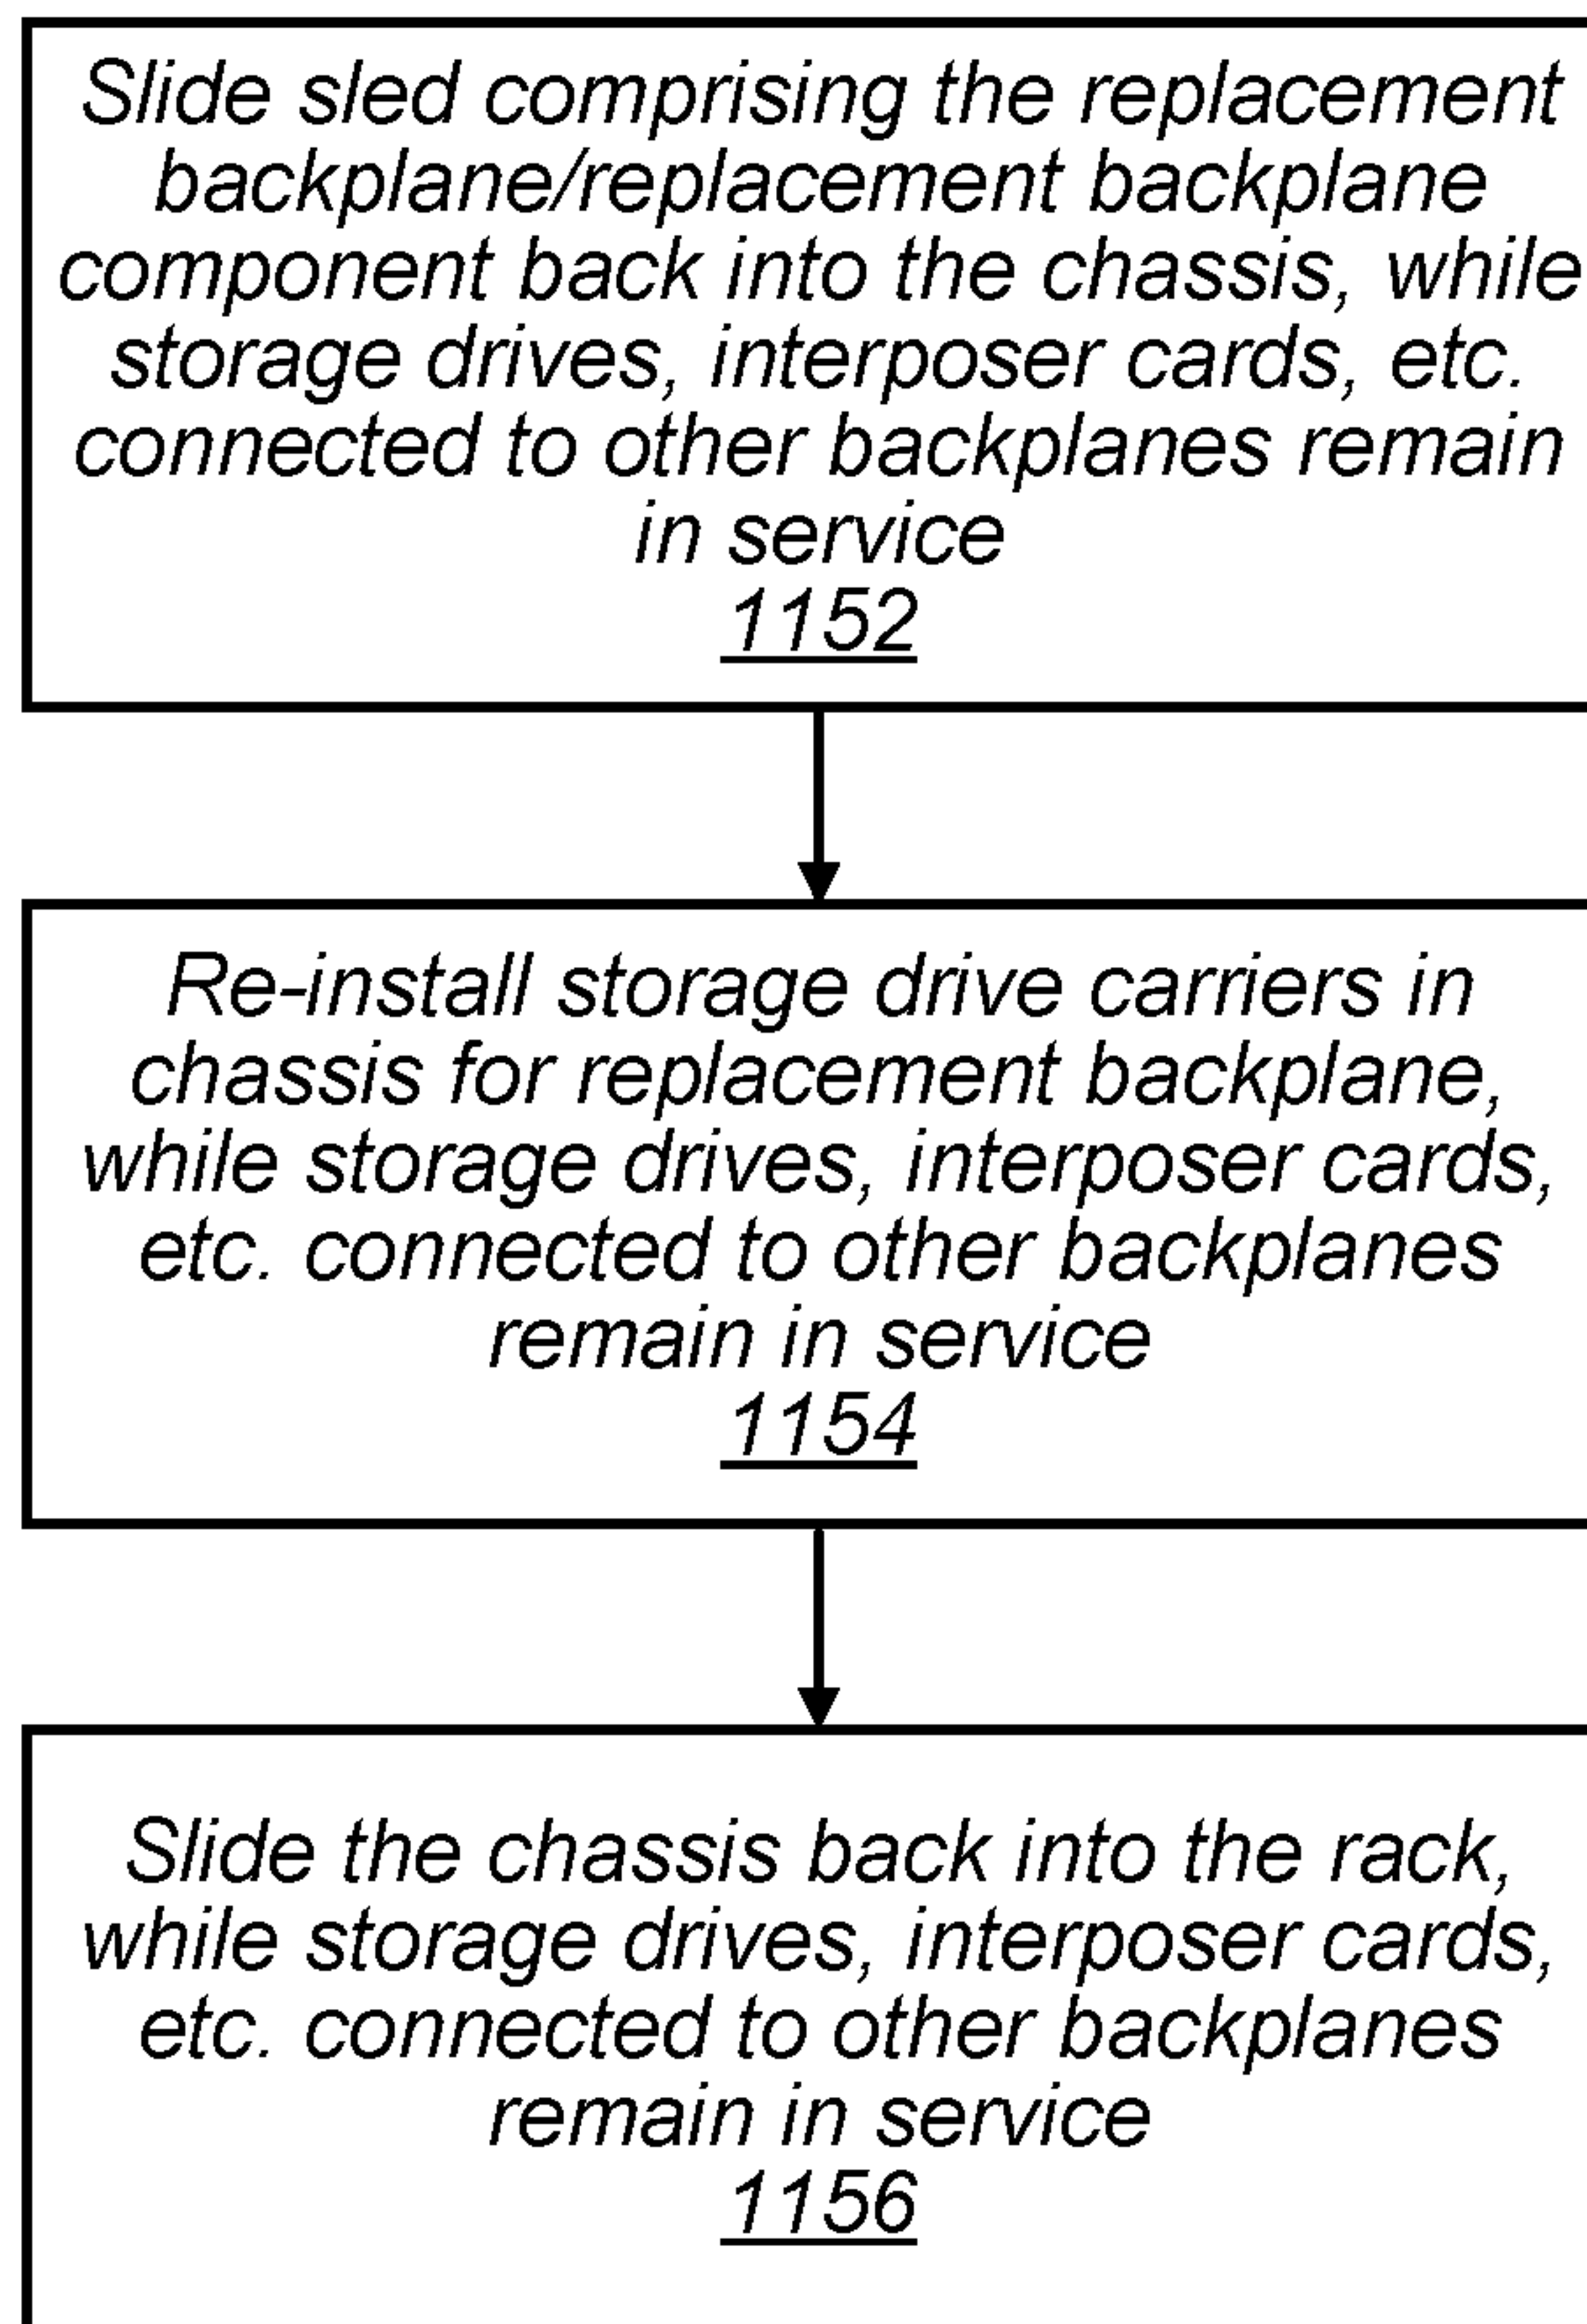 Slide sled comprising the replacement
backplane/replacement backplane
component back into the chassis, while
storage drives, interposer cards, etc.
connected to other backplanes remain
in service
1152
Re-install storage drive carriers in
chassis for replacement backplane,
while storage drives, interposer cards,
etc. connected to other backplanes
remain in service
1154
Slide the chassis back into the rack,
while storage drives, interposer cards,
etc. connected to other backplanes
remain in service
1156